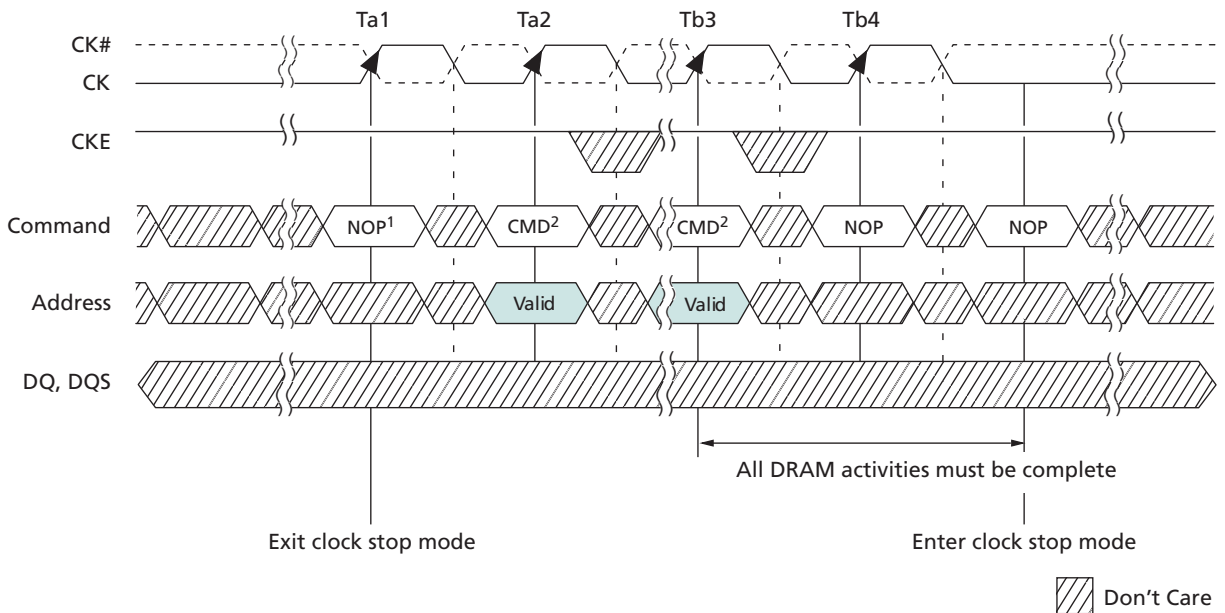 Ta1 Ta2 Tb3 Tb4
CK#
CK
CKE
Command NOP¹ CMD² CMD² NOP NOP
Address Valid Valid
DQ, DQS
All DRAM activities must be complete
Exit clock stop mode Enter clock stop mode
Don't Care